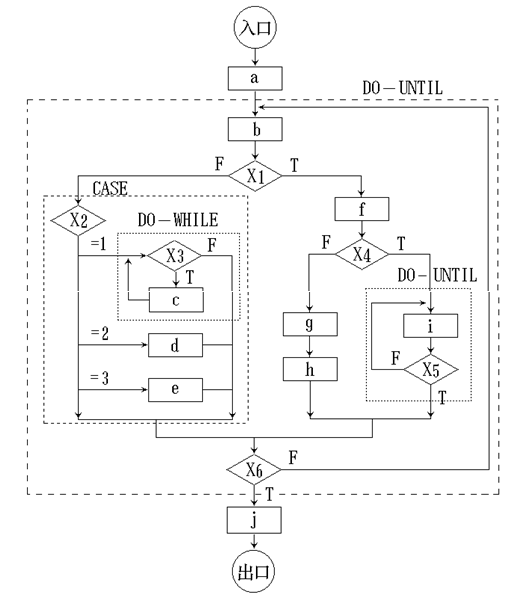 入口
a
DO－UNTIL
b
F
X1
T
CASE
X2
DO－WHILE
=1
X3
F
T
c
=2
d
=3
e
f
F
X4
T
DO－UNTIL
g
i
h
F
X5
T
X6
F
T
j
出口